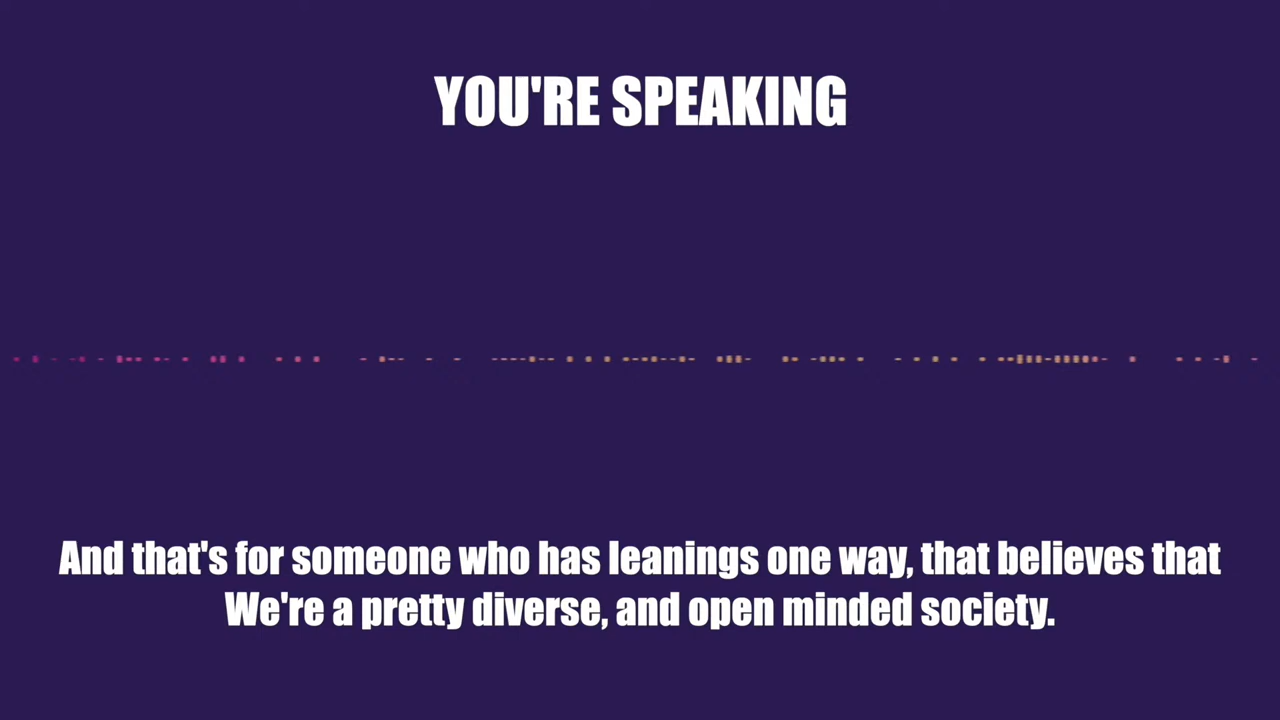 YOU'RE SPEAKING
And that's for someone who has leanings one way, that believes that
We're a pretty diverse, and open minded society.